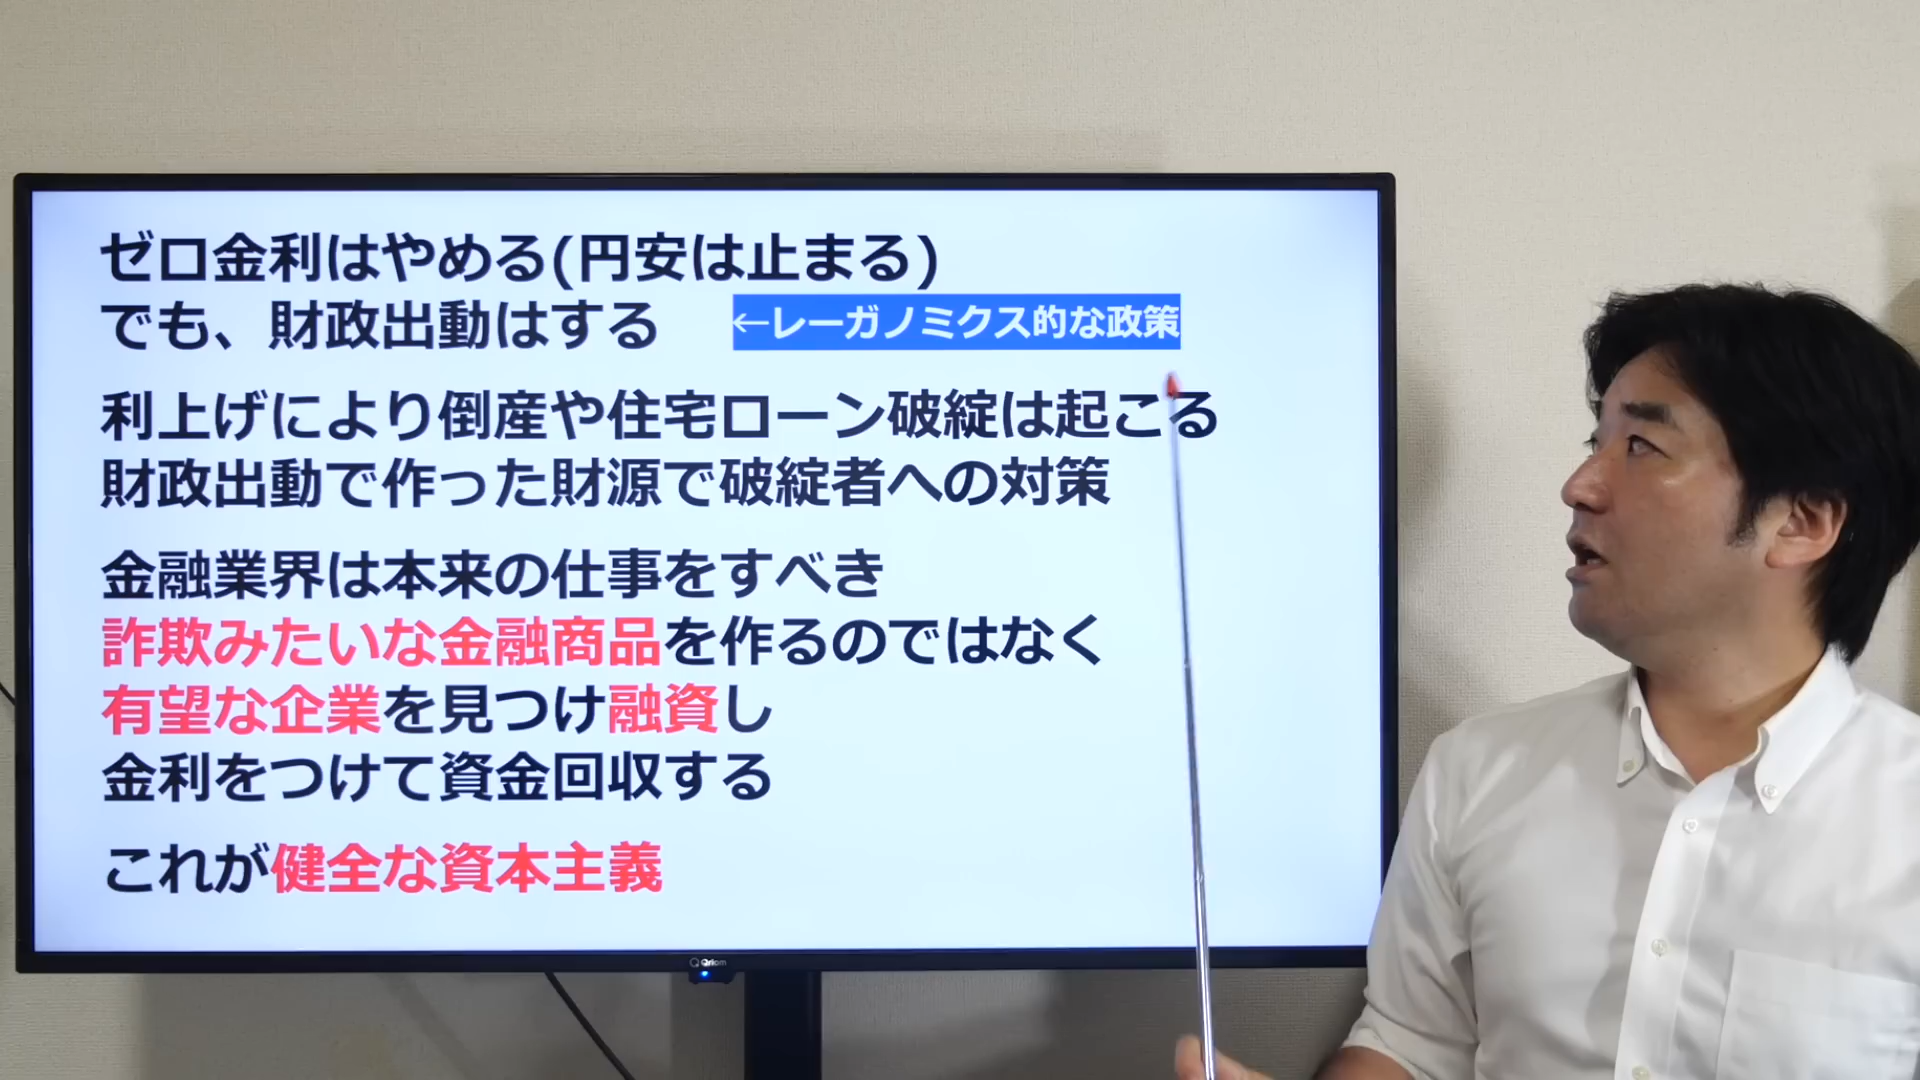 ゼロ金利はやめる(円安は止まる)
でも、財政出動はする
←レーガノミクス的な政策
利上げにより倒産や住宅ローン破綻は起こる
財政出動で作った財源で破綻者への対策
金融業界は本来の仕事をすべき
詐欺みたいな金融商品を作るのではなく
有望な企業を見つけ融資し
金利をつけて資金回収する
これが健全な資本主義
Qriom